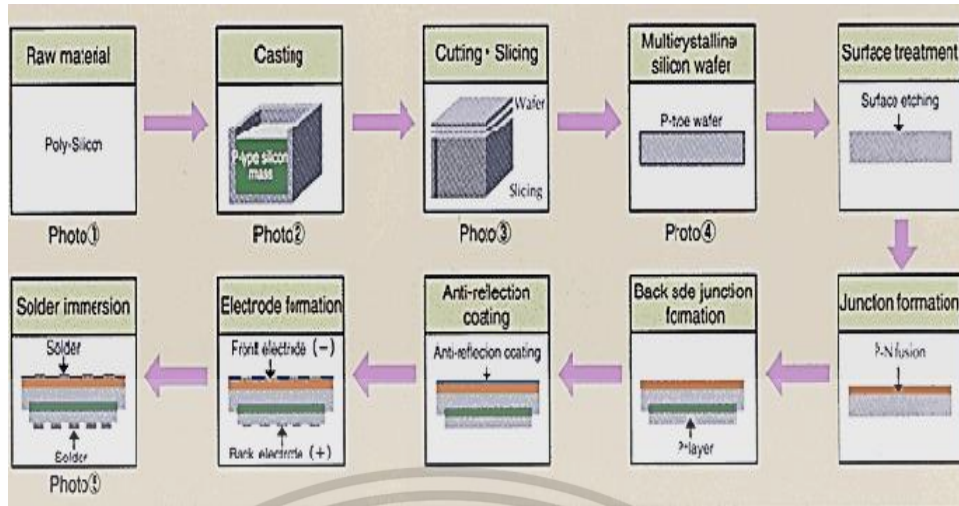 Raw material
Poly-Silicon
Photo①
Casting
P-type silicon
mass
Photo②
Cutting・Slicing
Wafer
Slicing
Photo③
Multicrystalline
silicon wafer
P-type wafer
Proto④
Surface treatment
Surface etching
Junction formation
P-N fusion
Back side junction
formation
P-layer
Anti-reflection
coating
Anti-reflection coating
Electrode formation
Front electrode (−)
Back electrode (+)
Solder immersion
Solder
Solder
Photo⑤